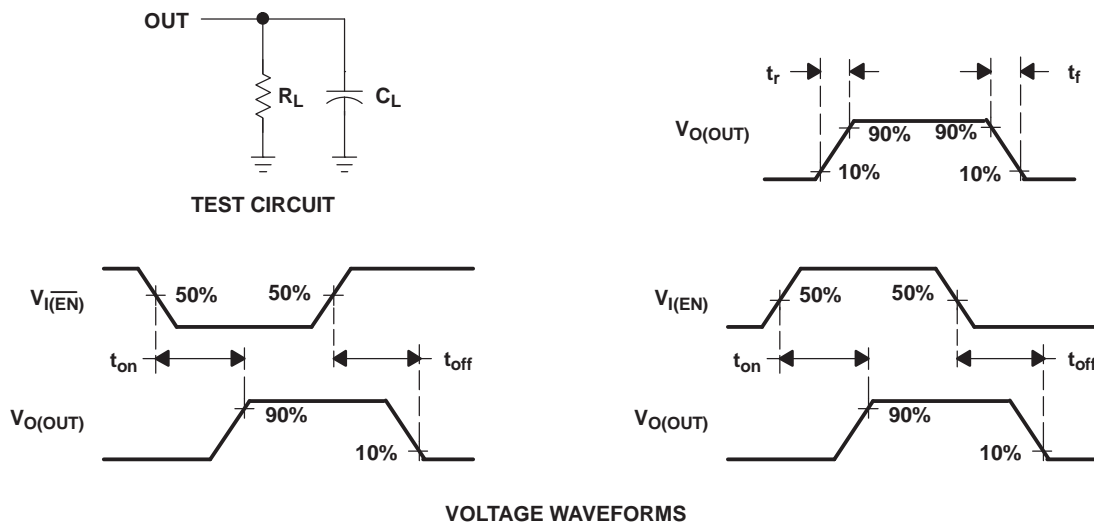 OUT
RL
CL
TEST CIRCUIT
tr
tf
VO(OUT)
90%
90%
10%
10%
VI(E̅N̅)
50%
50%
ton
toff
VO(OUT)
90%
10%
VI(EN)
50%
50%
ton
toff
VO(OUT)
90%
10%
VOLTAGE WAVEFORMS